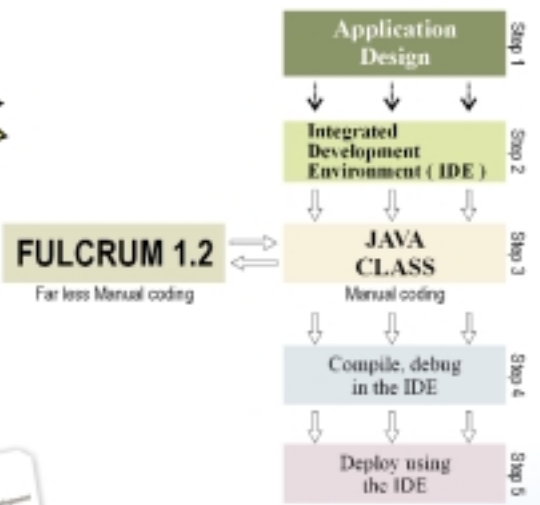 Application
Design
Step 1
Integrated
Development
Environment ( IDE )
Step 2
FULCRUM 1.2
Far less Manual coding
JAVA
CLASS
Step 3
Manual coding
Compile, debug
in the IDE
Step 4
Deploy using
the IDE
Step 5